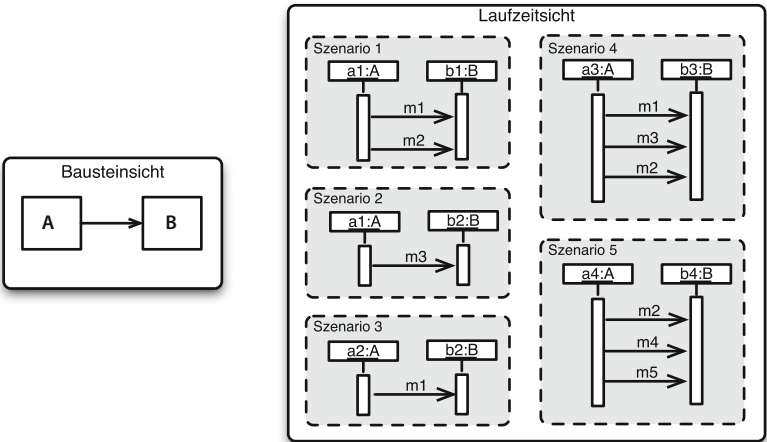 Bausteinsicht
A
B
Laufzeitsicht
Szenario 1
a1:A
b1:B
m1
m2
Szenario 2
a1:A
b2:B
m3
Szenario 3
a2:A
b2:B
m1
Szenario 4
a3:A
b3:B
m1
m3
m2
Szenario 5
a4:A
b4:B
m2
m4
m5